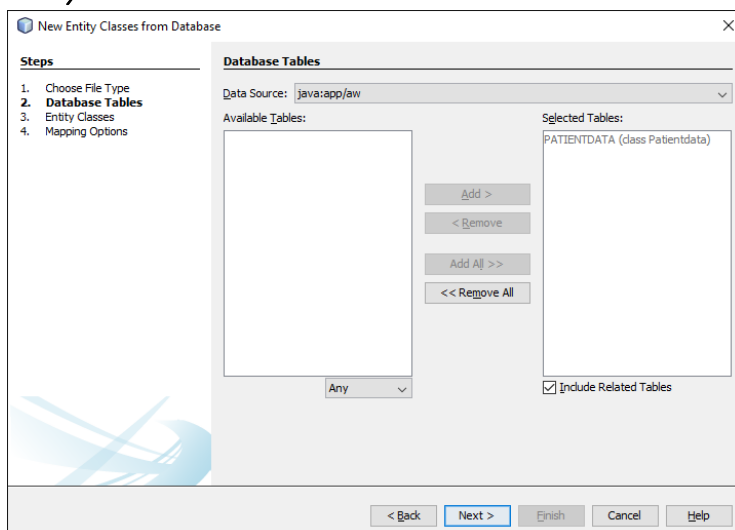 New Entity Classes from Database
Steps
1. Choose File Type
2. Database Tables
3. Entity Classes
4. Mapping Options
Database Tables
Data Source: java:app/aw
Available Tables:
Selected Tables:
PATIENTDATA (class Patientdata)
Add >
< Remove
Add All >>
<< Remove All
Any
Include Related Tables
< Back Next > Finish Cancel Help